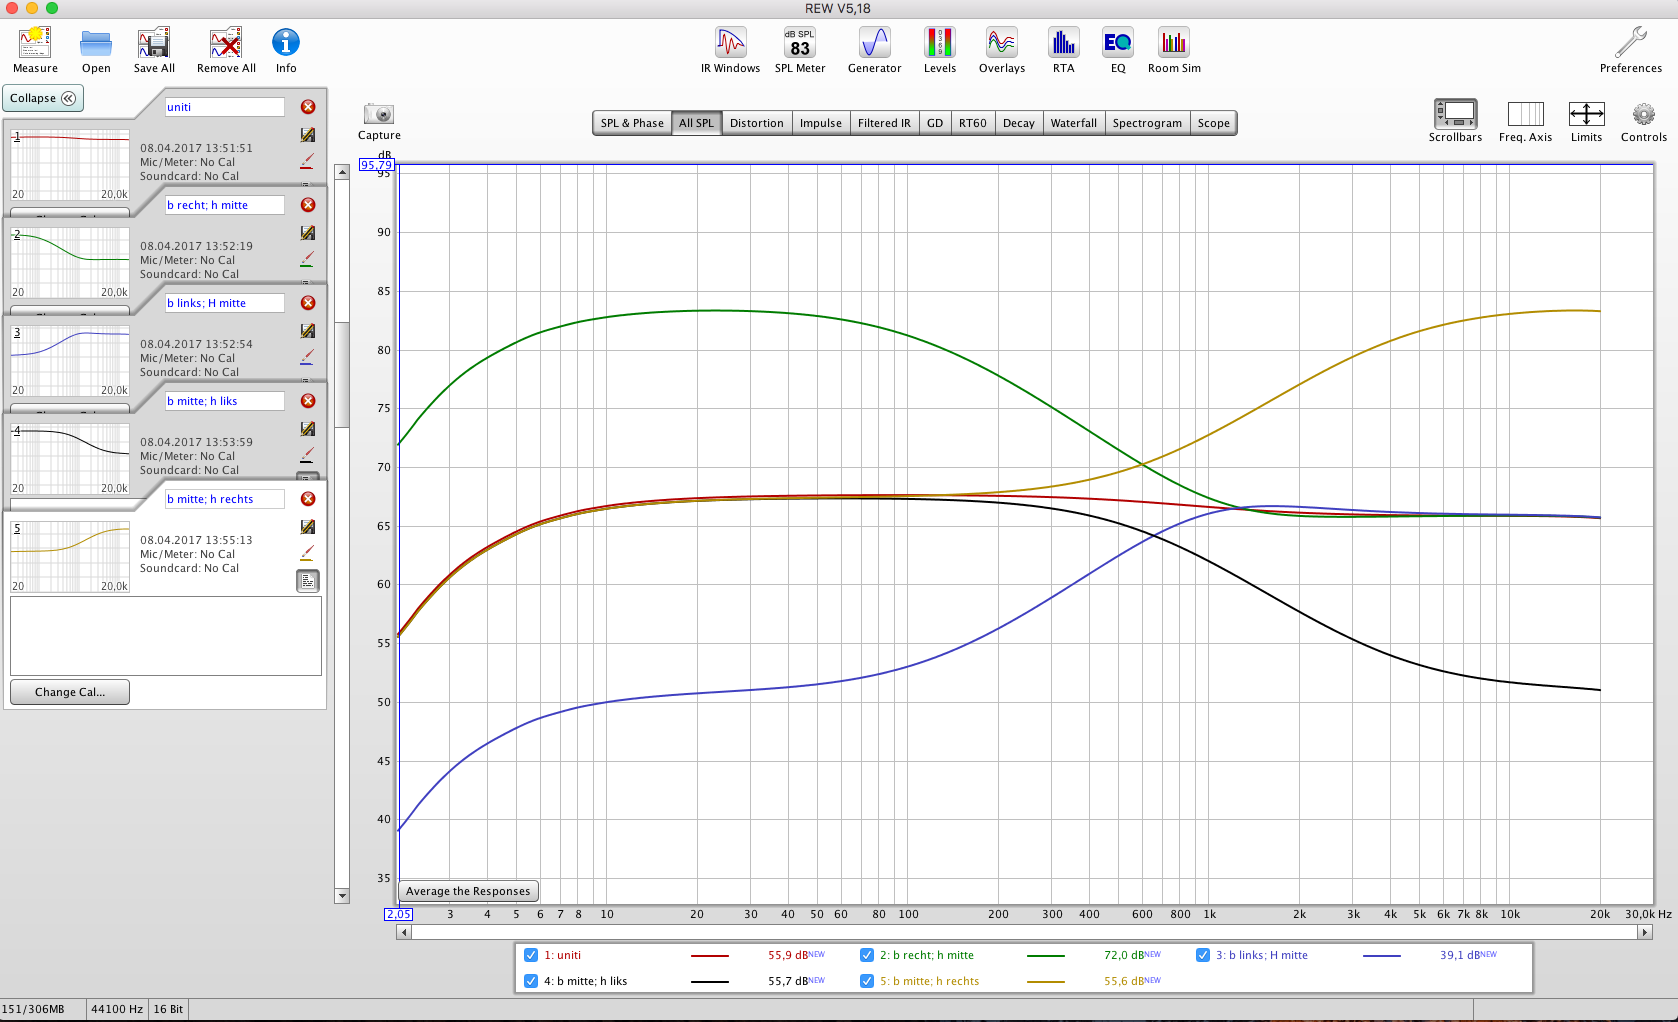 REW V5,18
Measure Open Save All Remove All Info
IR Windows dB SPL 83 SPL Meter Generator Levels Overlays RTA EQ EQ Room Sim Preferences
Collapse
Capture
SPL & Phase All SPL Distortion Impulse Filtered IR GD RT60 Decay Waterfall Spectrogram Scope
Scrollbars Freq. Axis Limits Controls
uniti
1
08.04.2017 13:51:51
Mic/Meter: No Cal
Soundcard: No Cal
20 20,0k
b recht; h mitte
2
08.04.2017 13:52:19
Mic/Meter: No Cal
Soundcard: No Cal
20 20,0k
b links; H mitte
3
08.04.2017 13:52:54
Mic/Meter: No Cal
Soundcard: No Cal
20 20,0k
b mitte; h liks
4
08.04.2017 13:53:59
Mic/Meter: No Cal
Soundcard: No Cal
20 20,0k
b mitte; h rechts
5
08.04.2017 13:55:13
Mic/Meter: No Cal
Soundcard: No Cal
20 20,0k
Change Cal...
dB
95,79
95
90
85
80
75
70
65
60
55
50
45
40
35
Average the Responses
2,05 3 4 5 6 7 8 10 20 30 40 50 60 80 100 200 300 400 600 800 1k 2k 3k 4k 5k 6k 7k 8k 10k 20k 30,0k Hz
1: uniti 55,9 dB NEW 2: b recht; h mitte 72,0 dB NEW 3: b links; H mitte 39,1 dB NEW
4: b mitte; h liks 55,7 dB NEW 5: b mitte; h rechts 55,6 dB NEW
151/306MB 44100 Hz 16 Bit